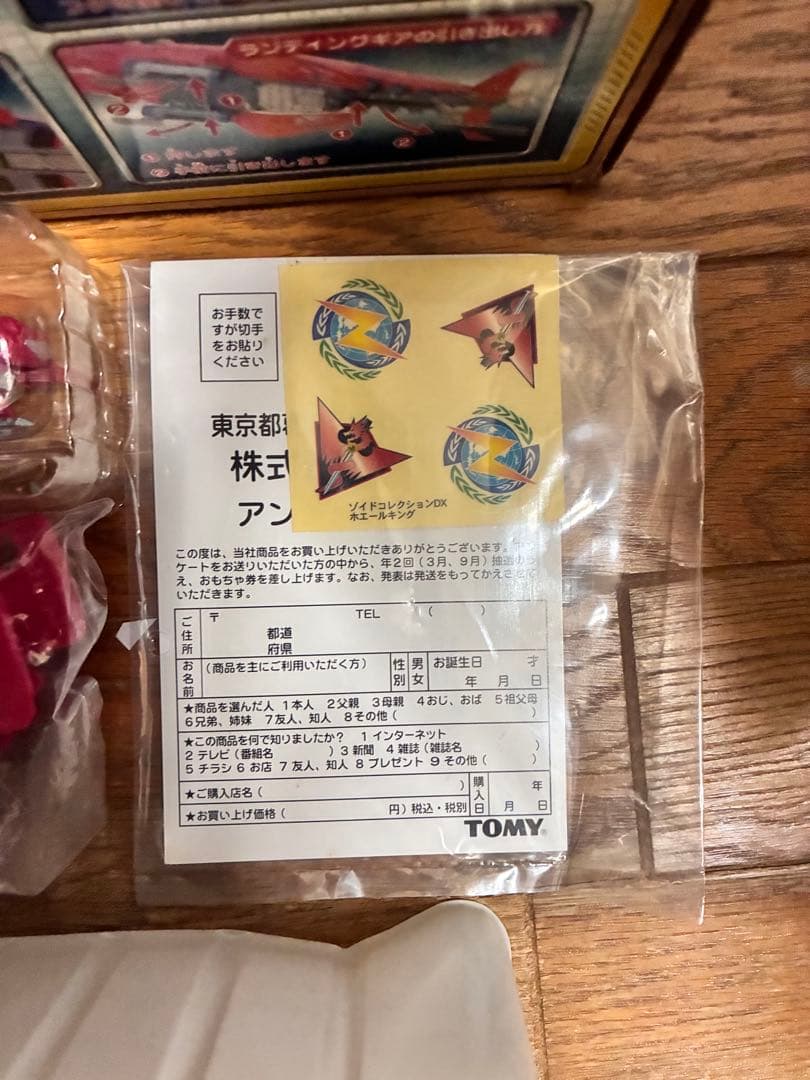 ランディングギアの引き出し方
② ① ① ②
①
②
お手数で
すが切手
をお貼り
ください
東京都
株式
アン
ゾイドコレクションDX
ホエールキング
この度は、当社商品をお買い上げいただきありがとうございます。
ケートをお送りいただいた方の中から、年2回(3月、9月)抽選の
え、おもちゃ券を差し上げます。なお、発表は発送をもってかえさせて
いただきます。
ご住所 〒 TEL ( )
都道
府県
お名前 (商品を主にご利用いただく方) 性別 男女 お誕生日 才
年 月 日
★商品を選んだ人 1本人 2父親 3母親 4おじ、おば 5祖父母
6兄弟、姉妹 7友人、知人 8その他( )
★この商品を何で知りましたか? 1 インターネット
2 テレビ(番組名 )3 新聞 4 雑誌(雑誌名 )
5 チラシ 6 お店 7 友人、知人 8 プレゼント 9 その他( )
★ご購入店名( ) 購入日 年
★お買い上げ価格( 円)税込・税別 月 日
TOMY